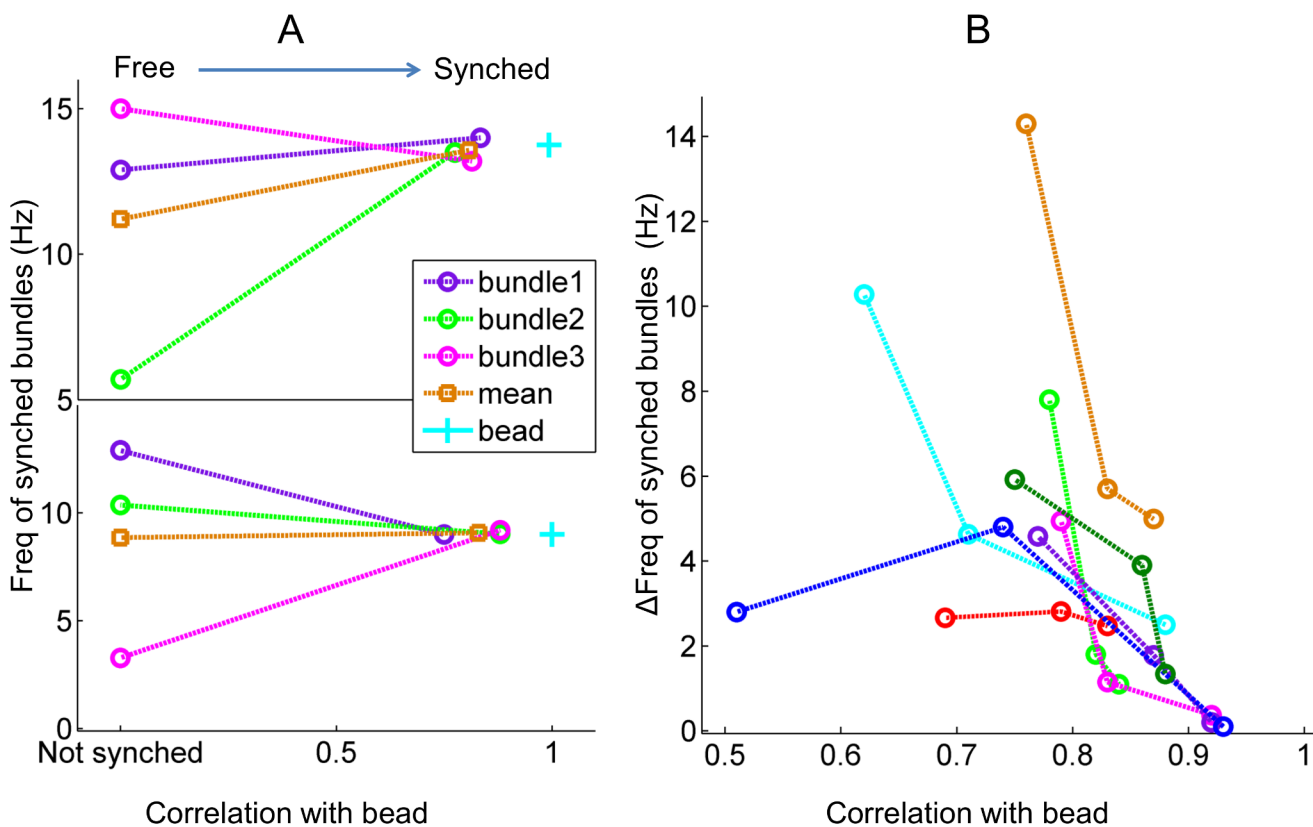 A
Free
Synched
15
10
5
Freq of synched bundles (Hz)
bundle1
bundle2
bundle3
mean
bead
5
10
5
0
Not synched
0.5
1
Correlation with bead
B
14
12
10
8
6
4
2
0
ΔFreq of synched bundles (Hz)
0.5
0.6
0.7
0.8
0.9
1
Correlation with bead